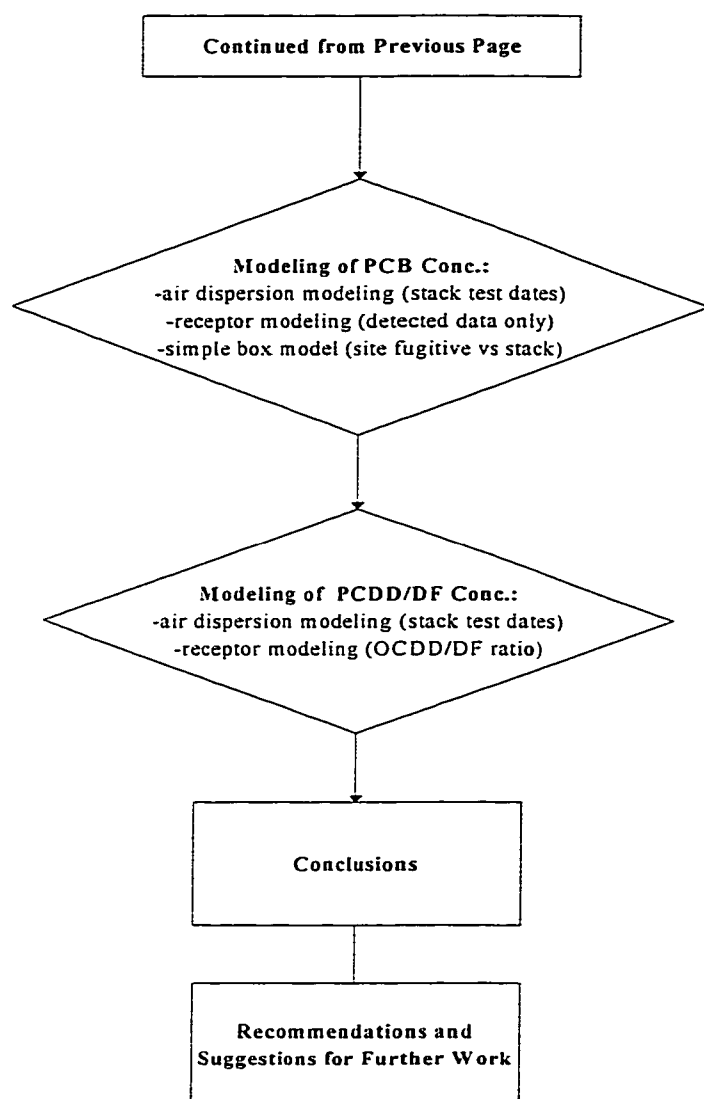 Continued from Previous Page
Modeling of PCB Conc.:
-air dispersion modeling (stack test dates)
-receptor modeling (detected data only)
-simple box model (site fugitive vs stack)
Modeling of PCDD/DF Conc.:
-air dispersion modeling (stack test dates)
-receptor modeling (OCDD/DF ratio)
Conclusions
Recommendations and
Suggestions for Further Work